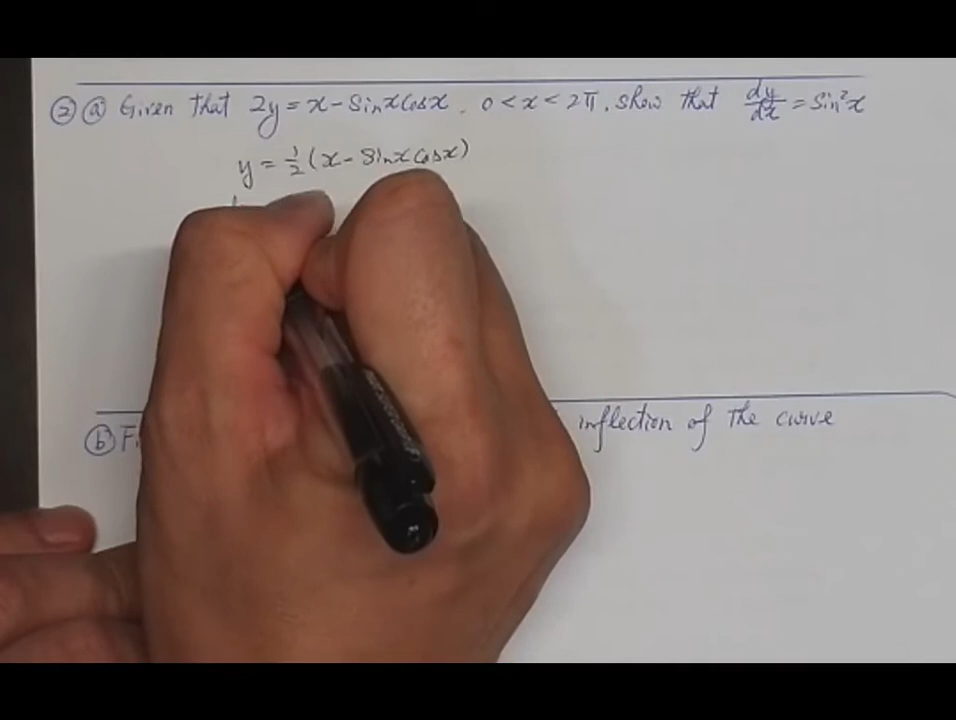 ② ⓐ Given that 2y = x - Sinx Cosx . 0 < x < 2π . show that dy/dx = Sin²x
y = 1/2 (x - Sinx Cosx)
ⓑ inflection of the curve